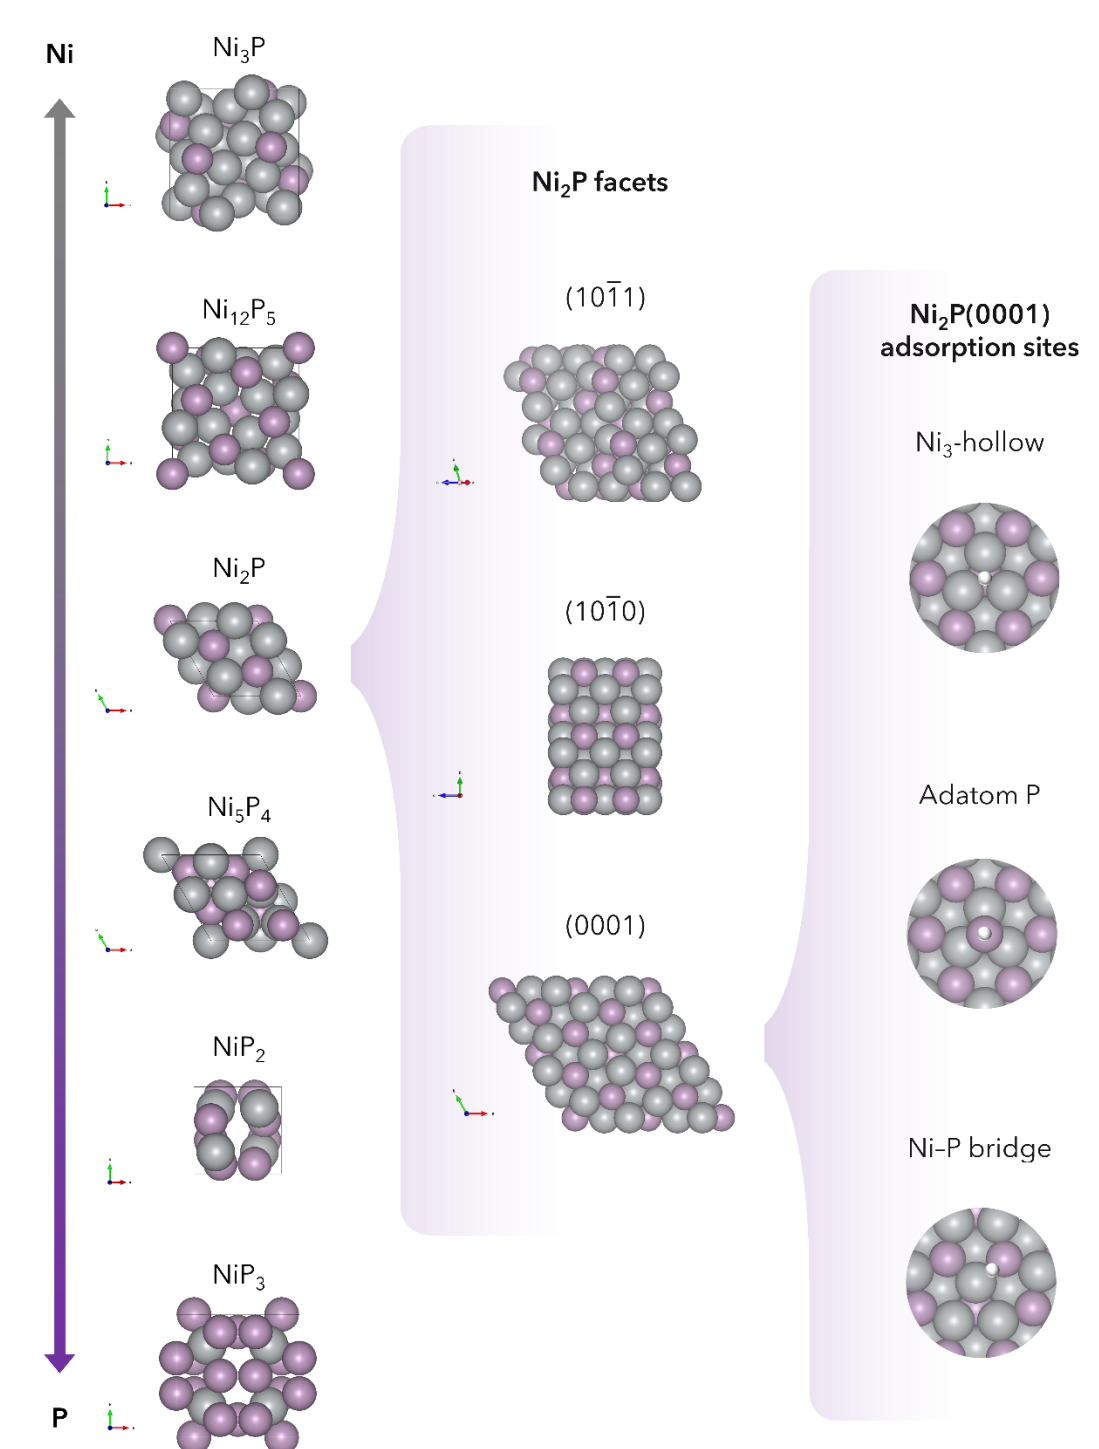 Ni
Ni₃P
Ni₁₂P₅
Ni₂P
Ni₅P₄
NiP₂
NiP₃
P
Ni₂P facets
(101̅1)
(101̅0)
(0001)
Ni₂P(0001)
adsorption sites
Ni₃-hollow
Adatom P
Ni–P bridge